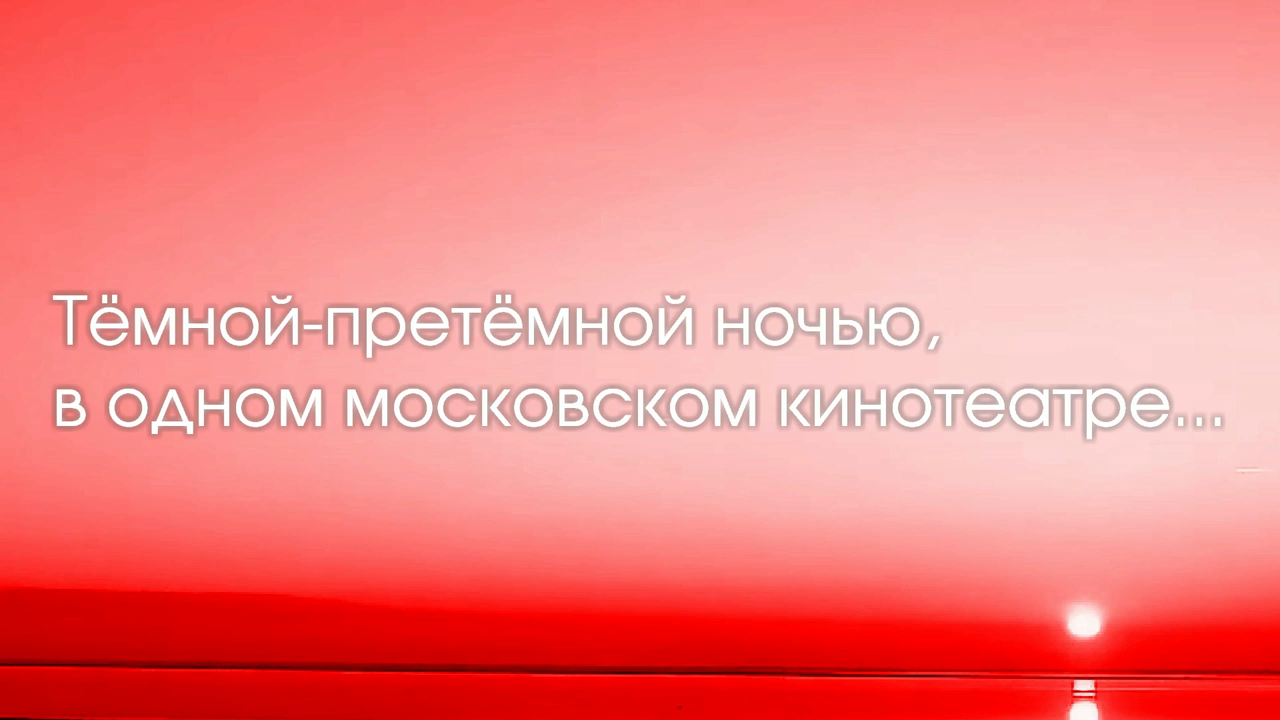 Тёмной-претёмной ночью,
в одном московском кинотеатре...